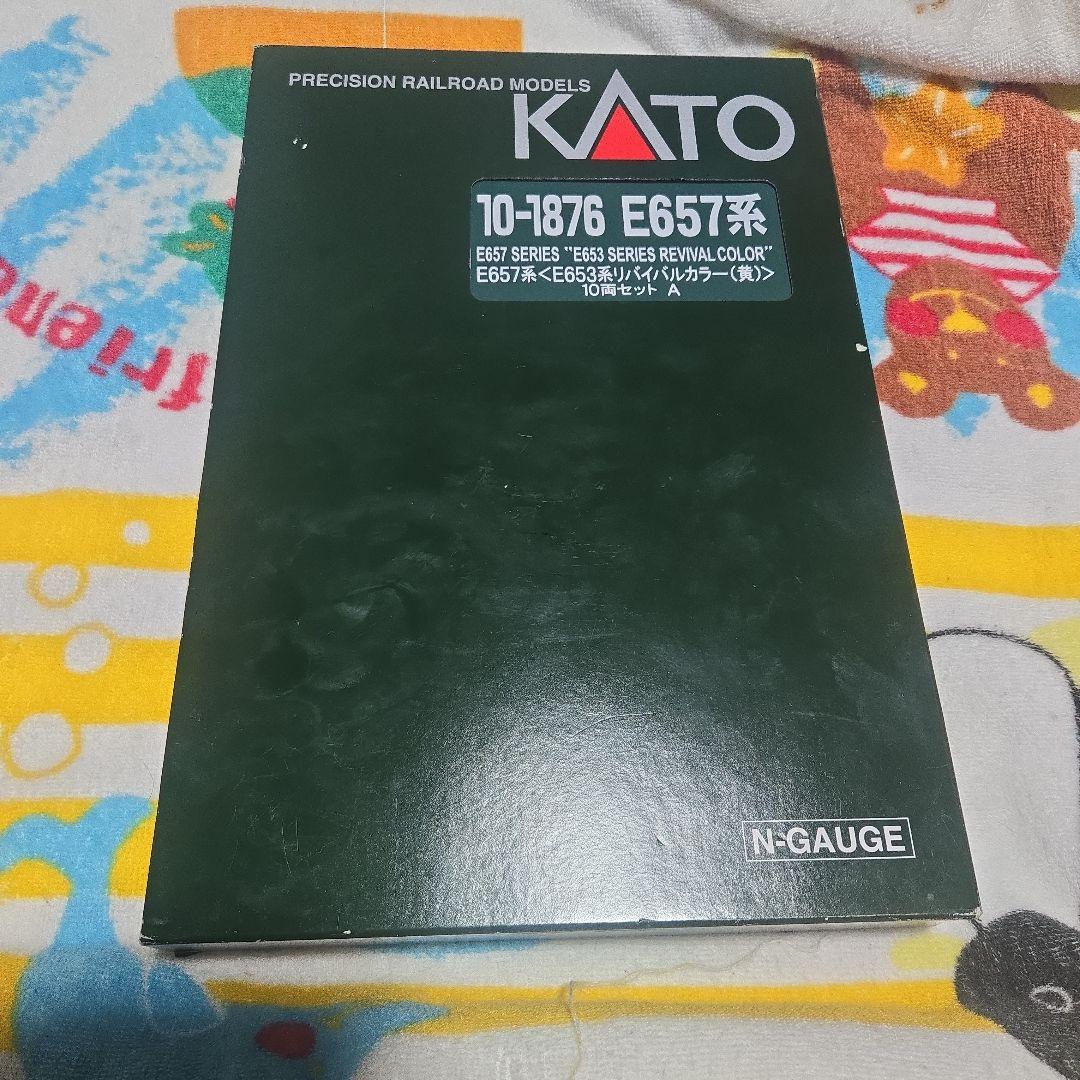 PRECISION RAILROAD MODELS
KATO
10-1876 E657系
E657 SERIES "E653 SERIES REVIVAL COLOR"
E657系<E653系リバイバルカラー(黄)>
10両セット A
N-GAUGE
friend